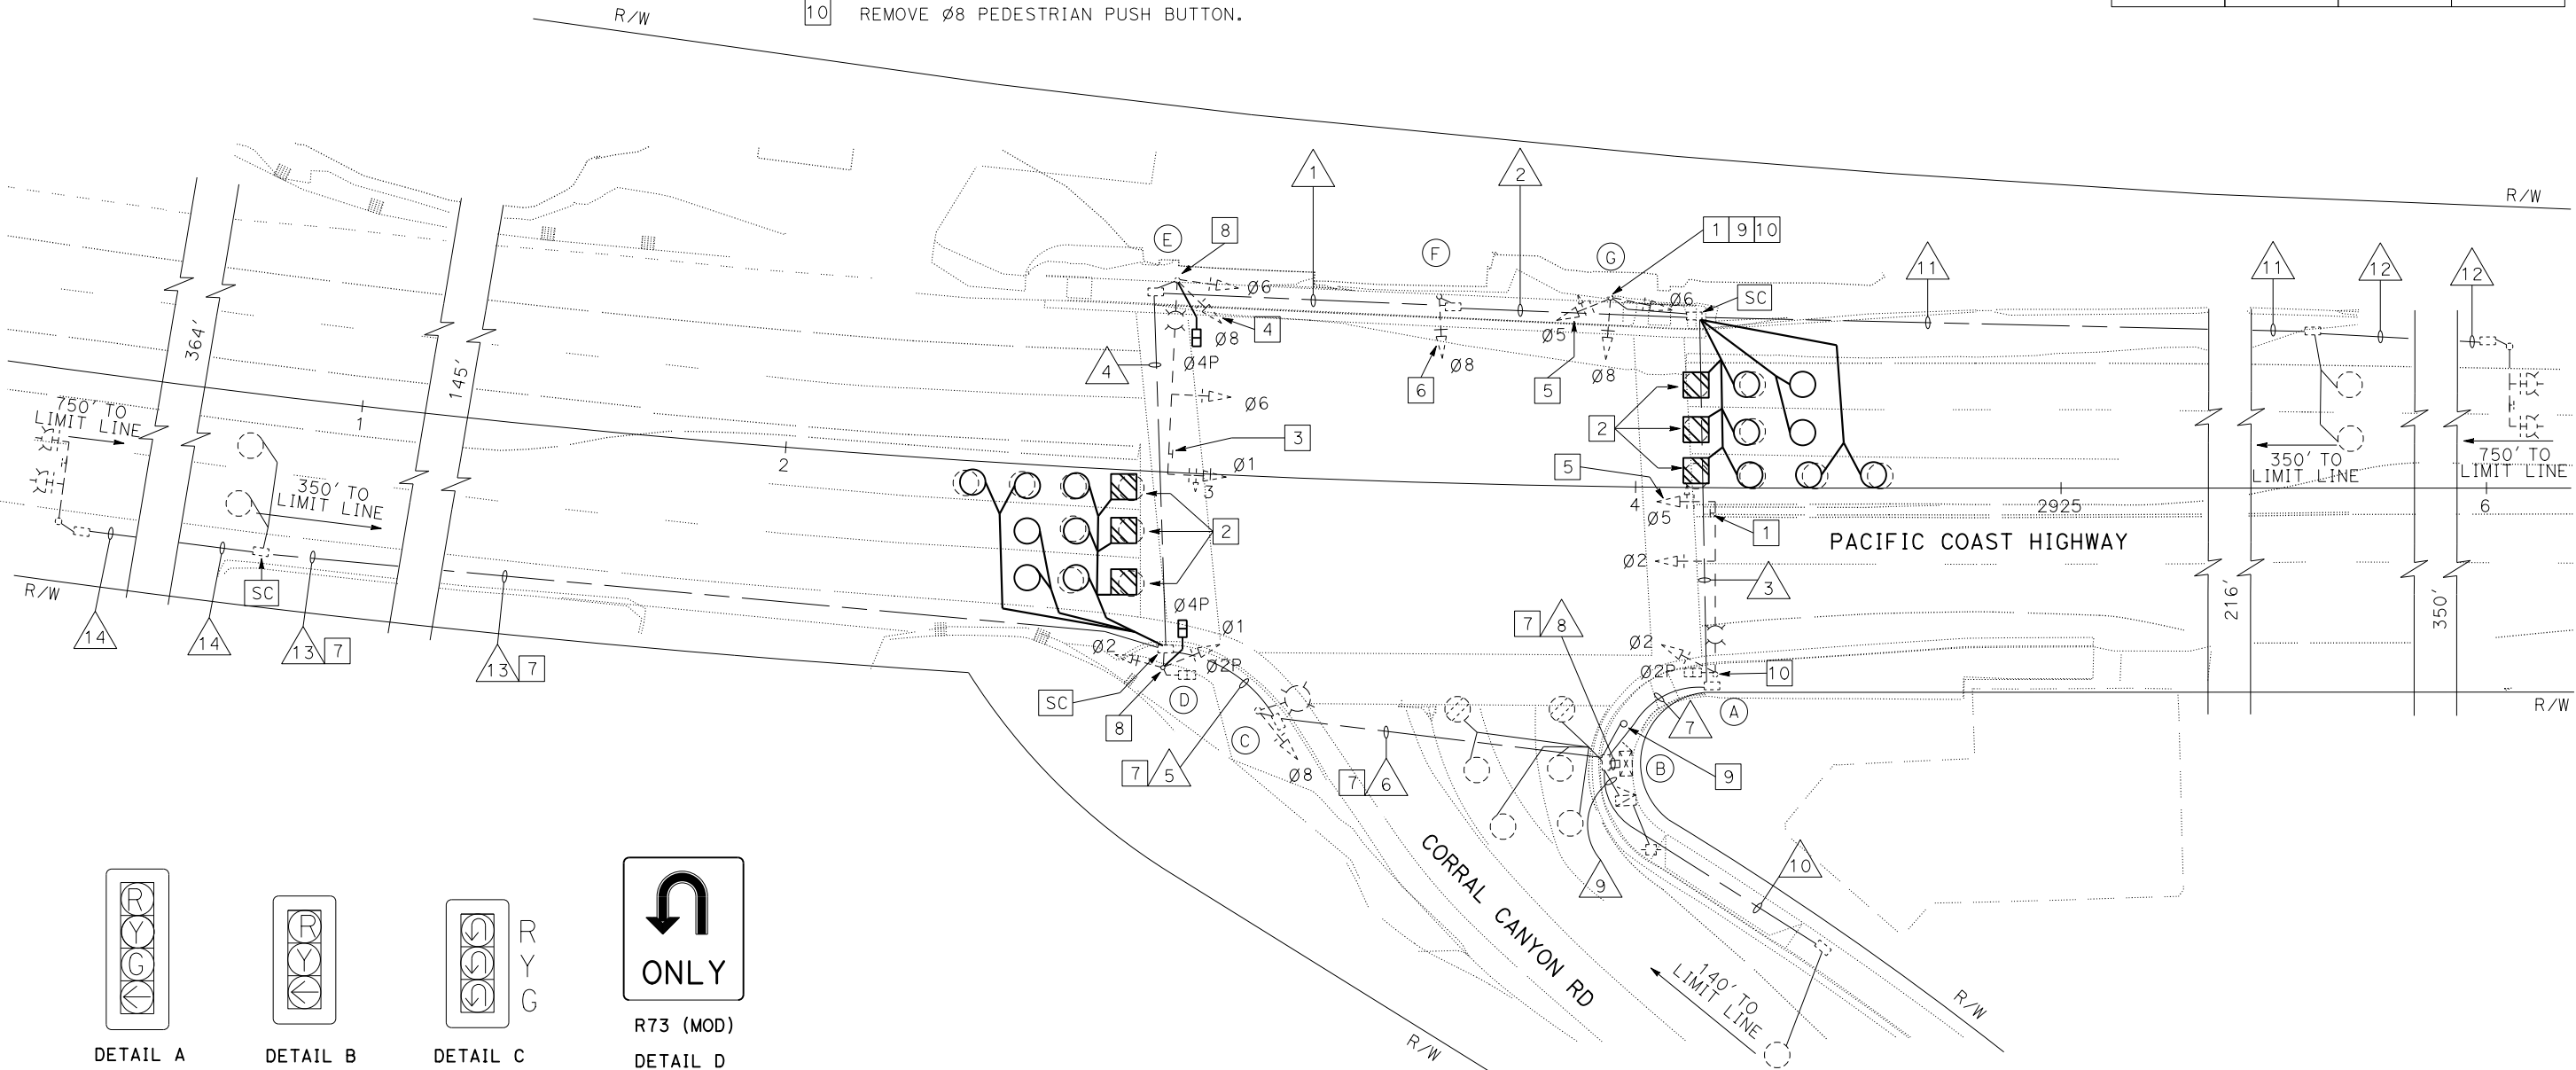 10 REMOVE Ø8 PEDESTRIAN PUSH BUTTON.
R/W
R/W
1
2
E
8
F
G
1 9 10
11
11
12
12
Ø6
Ø8
4
Ø4P
4
Ø6
3
Ø1
3
Ø6
SC
Ø5
5
Ø8
6
Ø8
2
5
4
Ø5
Ø2
1
3
364'
145'
750' TO
LIMIT LINE
1
2
350' TO
LIMIT LINE
2
2925
6
PACIFIC COAST HIGHWAY
350' TO
LIMIT LINE
750' TO
LIMIT LINE
216'
350'
R/W
SC
14
14
13 7
13 7
Ø4P
Ø1
Ø2
Ø2P
SC
D
8
C
7 5
Ø8
7 6
7 8
Ø2
Ø2P
10
A
7
B
9
9
10
R/W
CORRAL CANYON RD
140' TO
LIMIT LINE
R/W
R/W
R
Y
G
DETAIL A
R
Y
DETAIL B
R
Y
G
DETAIL C
ONLY
R73 (MOD)
DETAIL D